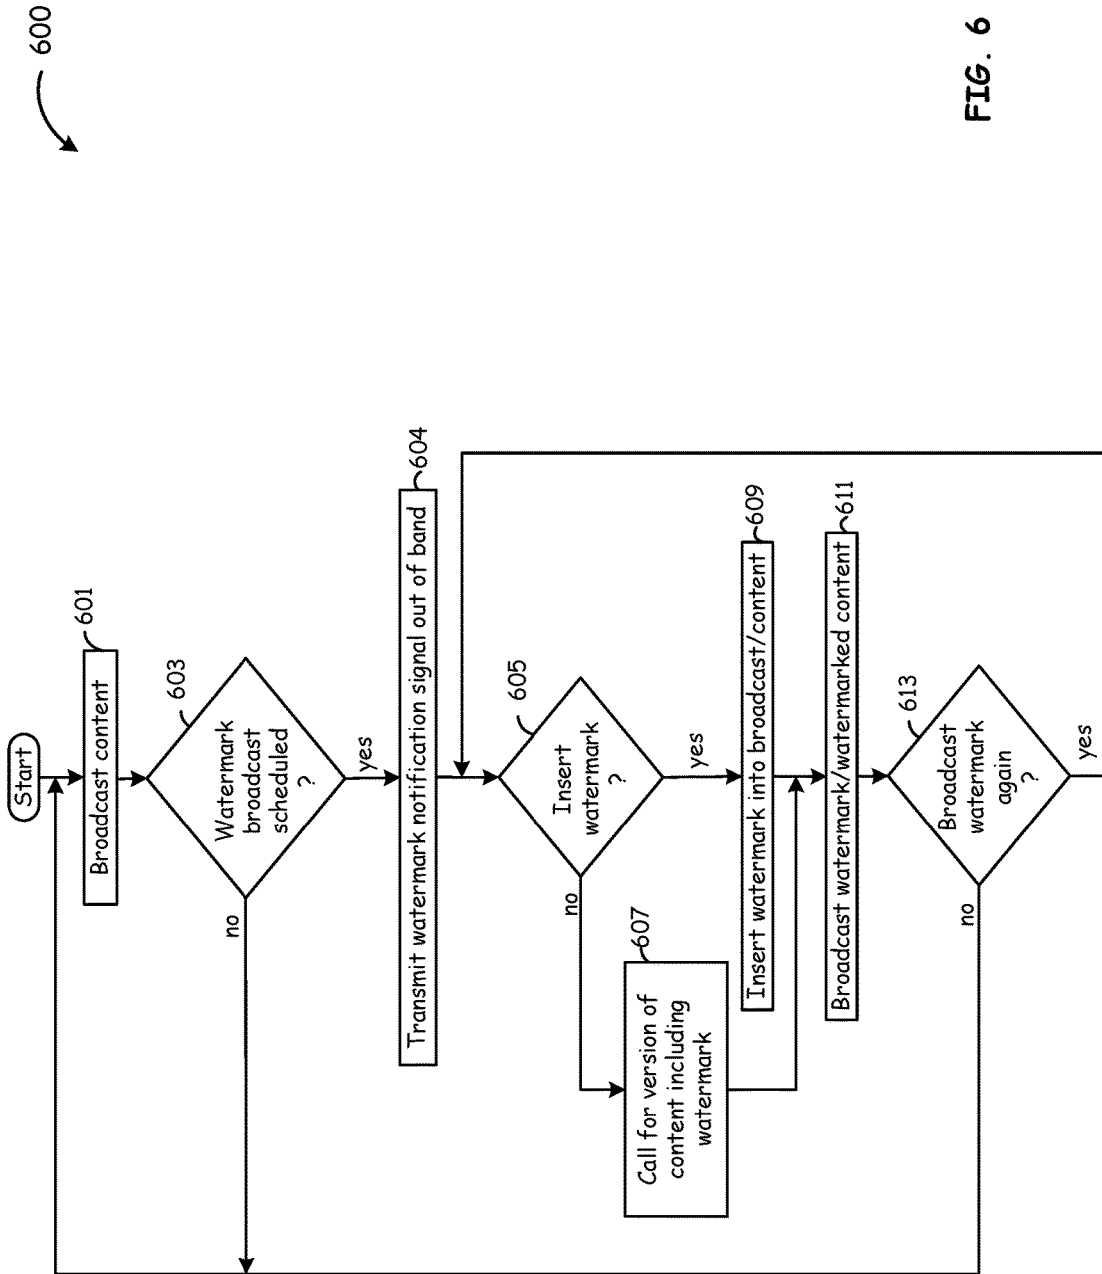 600
Start
Broadcast content
601
Watermark
broadcast
scheduled
?
603
no
yes
Transmit watermark notification signal out of band
604
Insert
watermark
?
605
no
yes
Call for version of
content including
watermark
607
Insert watermark into broadcast/content
609
Broadcast watermark/watermarked content
611
Broadcast
watermark
again
?
613
no
yes
FIG. 6